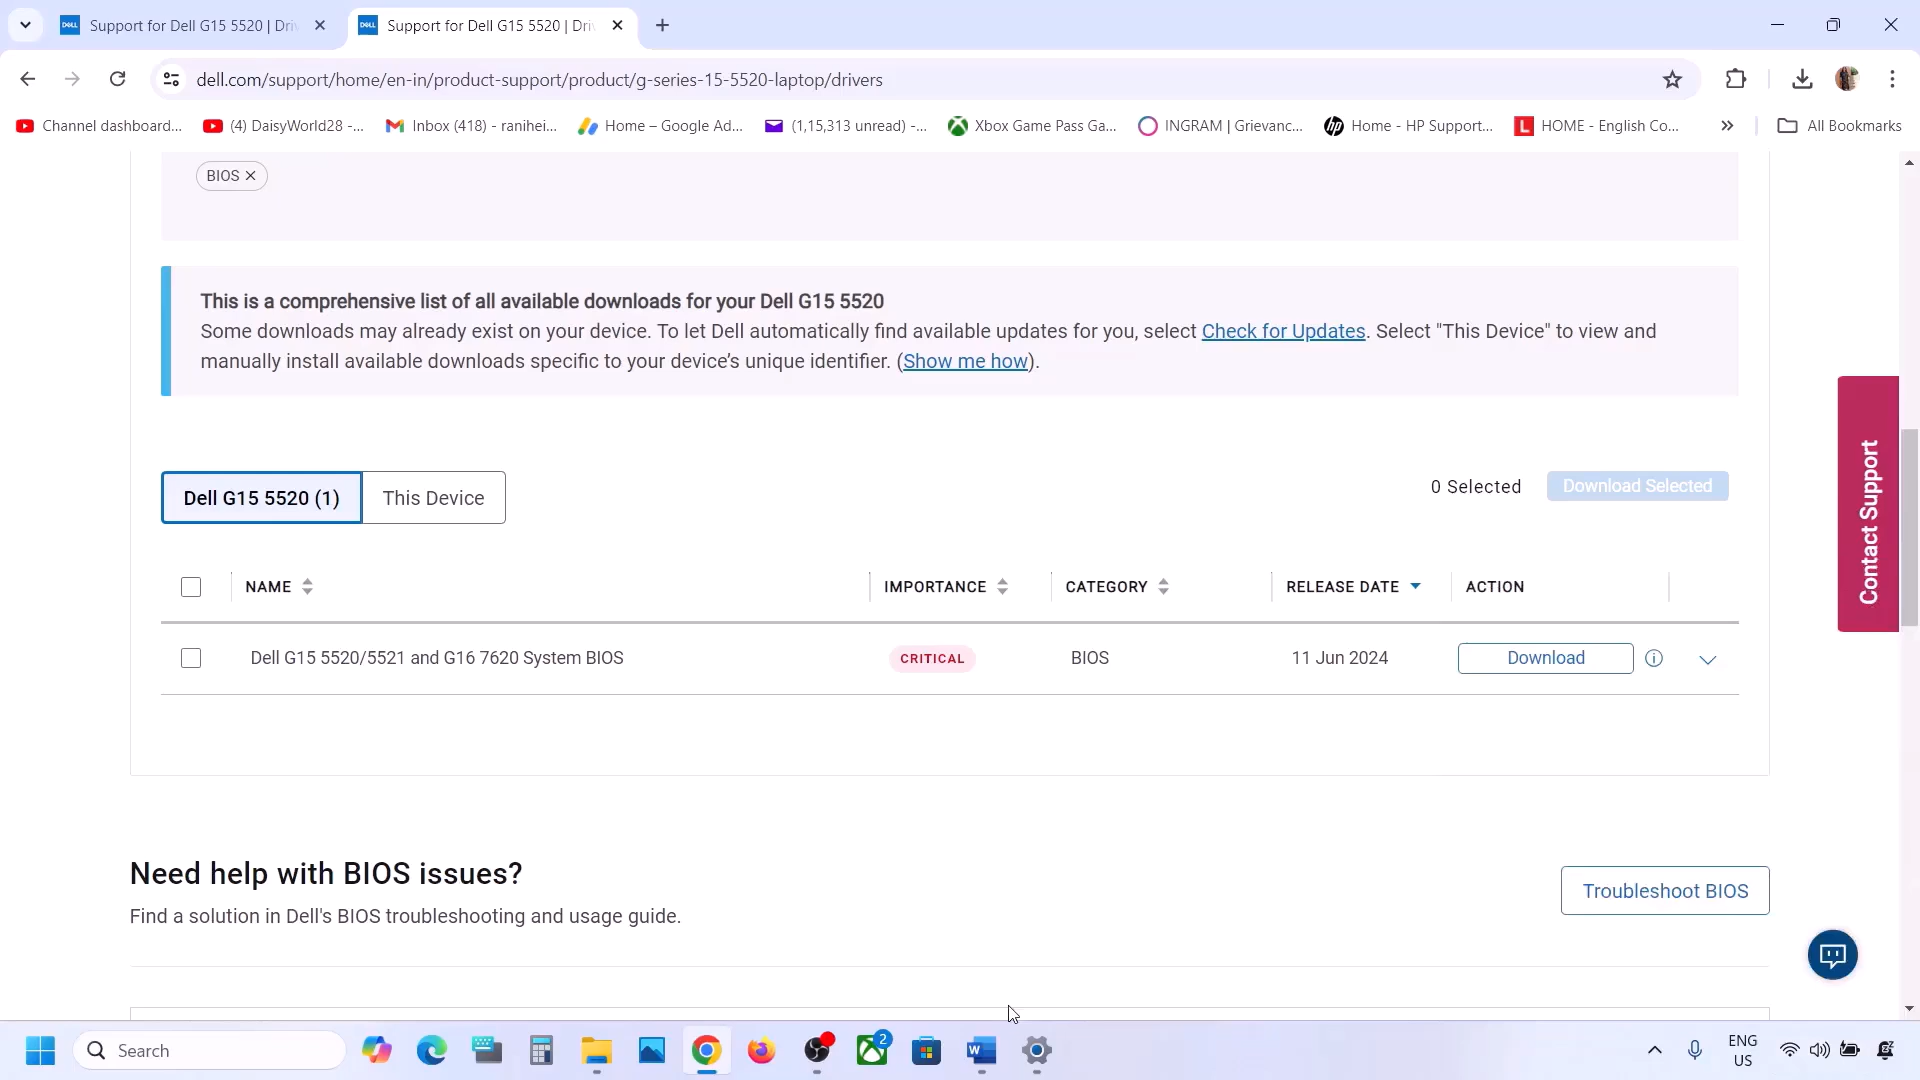 Support for Dell G15 5520 | Dri
Support for Dell G15 5520 | Dri
dell.com/support/home/en-in/product-support/product/g-series-15-5520-laptop/drivers
Channel dashboard...
(4) DaisyWorld28 -...
Inbox (418) - ranihei...
Home – Google Ad...
(1,15,313 unread) -...
Xbox Game Pass Ga...
INGRAM | Grievanc...
Home - HP Support...
HOME - English Co...
All Bookmarks
BIOS
This is a comprehensive list of all available downloads for your Dell G15 5520
Some downloads may already exist on your device. To let Dell automatically find available updates for you, select Check for Updates. Select "This Device" to view and
manually install available downloads specific to your device’s unique identifier. (Show me how).
Dell G15 5520 (1)
This Device
0 Selected
Download Selected
NAME
IMPORTANCE
CATEGORY
RELEASE DATE
ACTION
Dell G15 5520/5521 and G16 7620 System BIOS
CRITICAL
BIOS
11 Jun 2024
Download
Contact Support
Need help with BIOS issues?
Find a solution in Dell's BIOS troubleshooting and usage guide.
Troubleshoot BIOS
Search
2
ENG
US